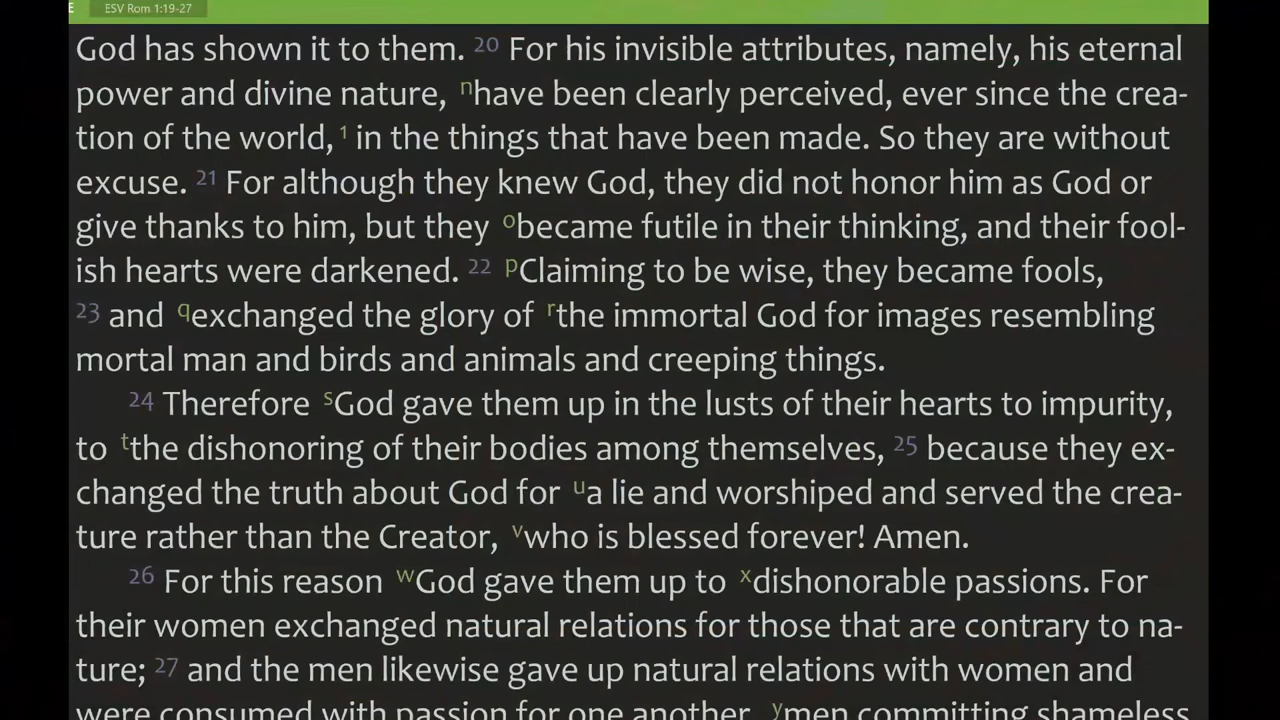 E ESV Rom 1:19-27
God has shown it to them. 20 For his invisible attributes, namely, his eternal
power and divine nature, nhave been clearly perceived, ever since the crea-
tion of the world, 1 in the things that have been made. So they are without
excuse. 21 For although they knew God, they did not honor him as God or
give thanks to him, but they obecame futile in their thinking, and their fool-
ish hearts were darkened. 22 pClaiming to be wise, they became fools,
23 and qexchanged the glory of rthe immortal God for images resembling
mortal man and birds and animals and creeping things.
24 Therefore sGod gave them up in the lusts of their hearts to impurity,
to tthe dishonoring of their bodies among themselves, 25 because they ex-
changed the truth about God for ua lie and worshiped and served the crea-
ture rather than the Creator, vwho is blessed forever! Amen.
26 For this reason wGod gave them up to xdishonorable passions. For
their women exchanged natural relations for those that are contrary to na-
ture; 27 and the men likewise gave up natural relations with women and
were consumed with passion for one another, ymen committing shameless